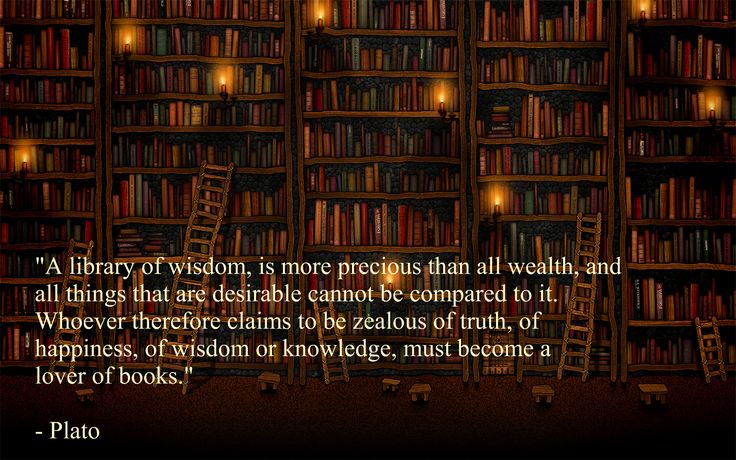 "A library of wisdom, is more precious than all wealth, and
all things that are desirable cannot be compared to it.
Whoever therefore claims to be zealous of truth, of
happiness, of wisdom or knowledge, must become a
lover of books."
- Plato